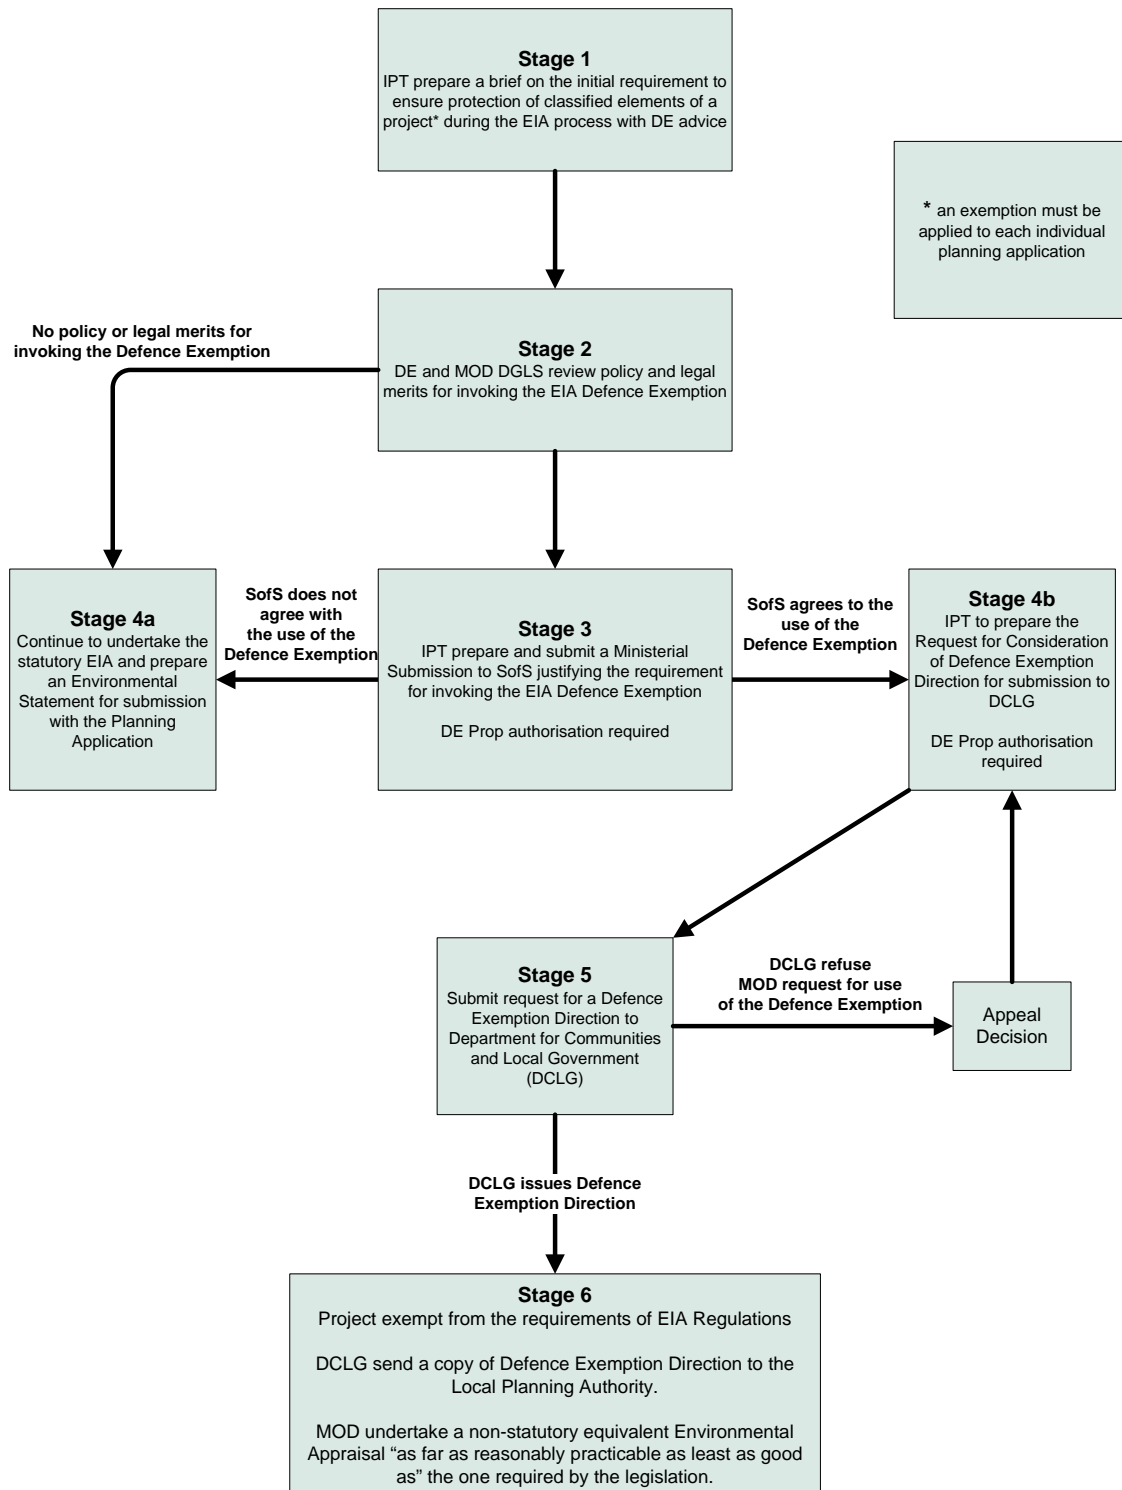 Stage 1
IPT prepare a brief on the initial requirement to
ensure protection of classified elements of a
project* during the EIA process with DE advice
* an exemption must be
applied to each individual
planning application
No policy or legal merits for
invoking the Defence Exemption
Stage 2
DE and MOD DGLS review policy and legal
merits for invoking the EIA Defence Exemption
Stage 4a
Continue to undertake the
statutory EIA and prepare
an Environmental
Statement for submission
with the Planning
Application
SofS does not
agree with
the use of the
Defence Exemption
Stage 3
IPT prepare and submit a Ministerial
Submission to SofS justifying the requirement
for invoking the EIA Defence Exemption
DE Prop authorisation required
SofS agrees to the
use of the
Defence Exemption
Stage 4b
IPT to prepare the
Request for Consideration
of Defence Exemption
Direction for submission to
DCLG
DE Prop authorisation
required
Stage 5
Submit request for a Defence
Exemption Direction to
Department for Communities
and Local Government
(DCLG)
DCLG refuse
MOD request for use
of the Defence Exemption
Appeal
Decision
DCLG issues Defence
Exemption Direction
Stage 6
Project exempt from the requirements of EIA Regulations
DCLG send a copy of Defence Exemption Direction to the
Local Planning Authority.
MOD undertake a non-statutory equivalent Environmental
Appraisal “as far as reasonably practicable as least as good
as” the one required by the legislation.